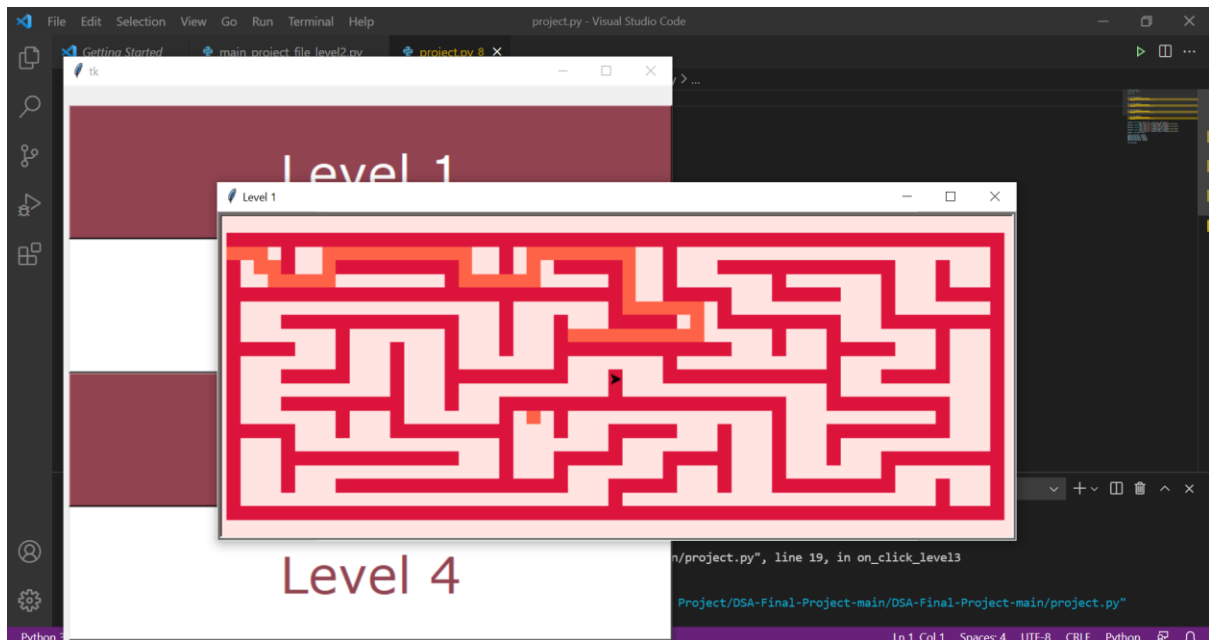 File Edit Selection View Go Run Terminal Help project.py - Visual Studio Code
Getting Started main_project_file_level2.py project.py 8
tk
> ...
Level 1
Level 1
n/project.py", line 19, in on_click_level3
Level 4
Project/DSA-Final-Project-main/DSA-Final-Project-main/project.py"
Python Ln 1, Col 1 Spaces: 4 UTF-8 CRLF Python